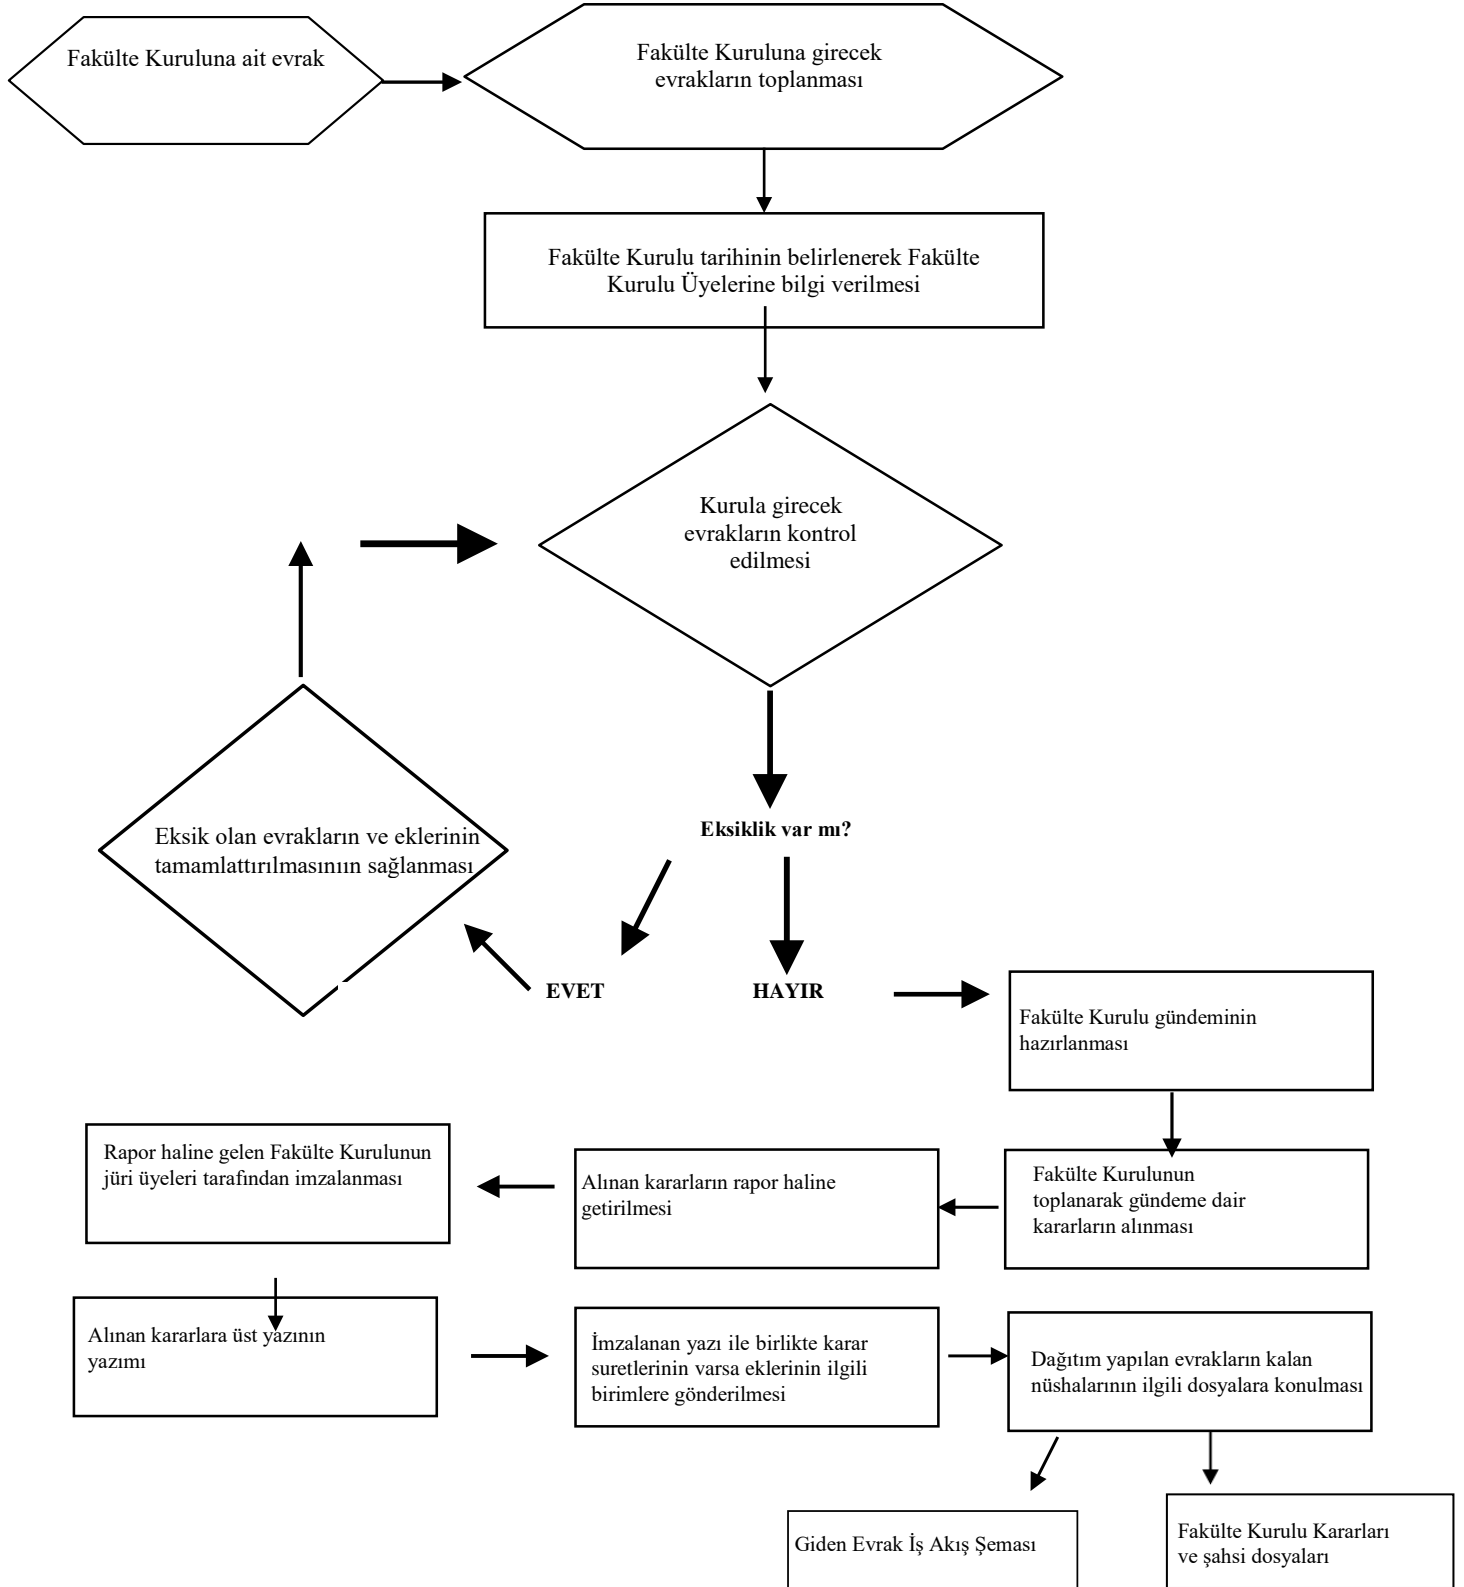 Fakülte Kuruluna ait evrak
Fakülte Kuruluna girecek
evrakların toplanması
Fakülte Kurulu tarihinin belirlenerek Fakülte
Kurulu Üyelerine bilgi verilmesi
Kurula girecek
evrakların kontrol
edilmesi
Eksik olan evrakların ve eklerinin
tamamlattırılmasınıın sağlanması
Eksiklik var mı?
EVET
HAYIR
Fakülte Kurulu gündeminin
hazırlanması
Fakülte Kurulunun
toplanarak gündeme dair
kararların alınması
Alınan kararların rapor haline
getirilmesi
Rapor haline gelen Fakülte Kurulunun
jüri üyeleri tarafından imzalanması
Alınan kararlara üst yazının
yazımı
İmzalanan yazı ile birlikte karar
suretlerinin varsa eklerinin ilgili
birimlere gönderilmesi
Dağıtım yapılan evrakların kalan
nüshalarının ilgili dosyalara konulması
Giden Evrak İş Akış Şeması
Fakülte Kurulu Kararları
ve şahsi dosyaları